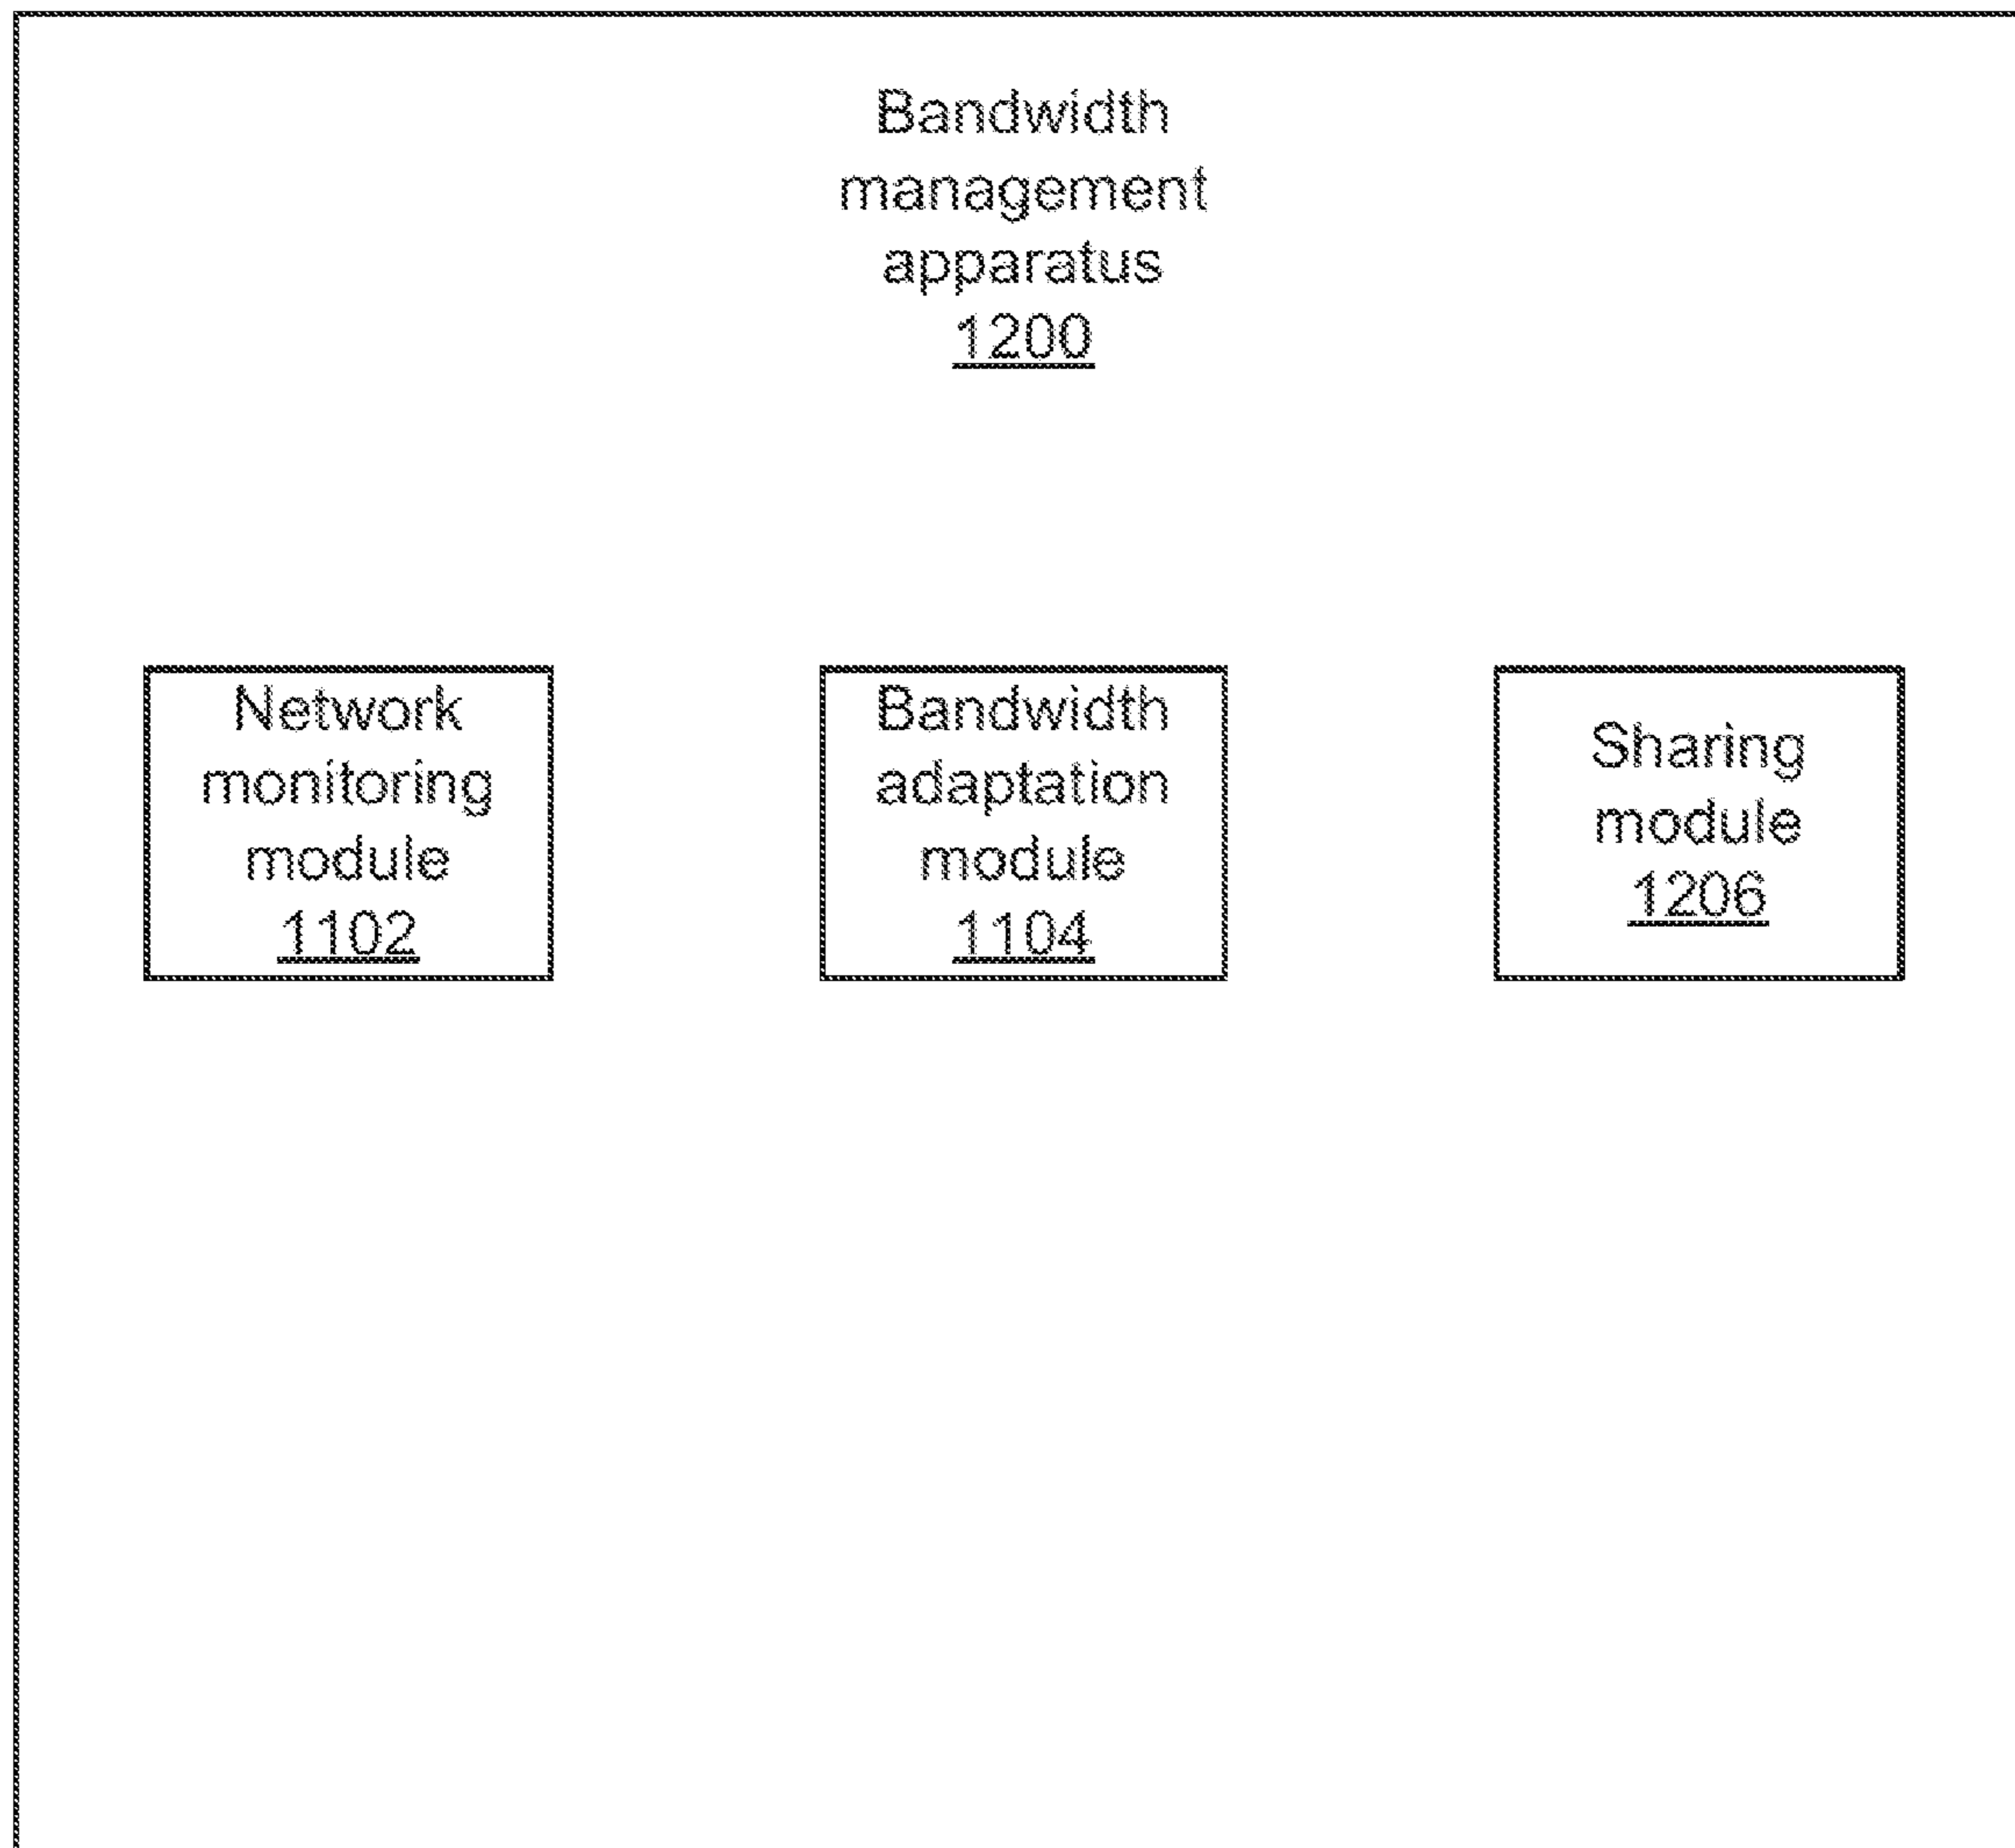 Bandwidth
management
apparatus
1200
Network
monitoring
module
1102
Bandwidth
adaptation
module
1104
Sharing
module
1206